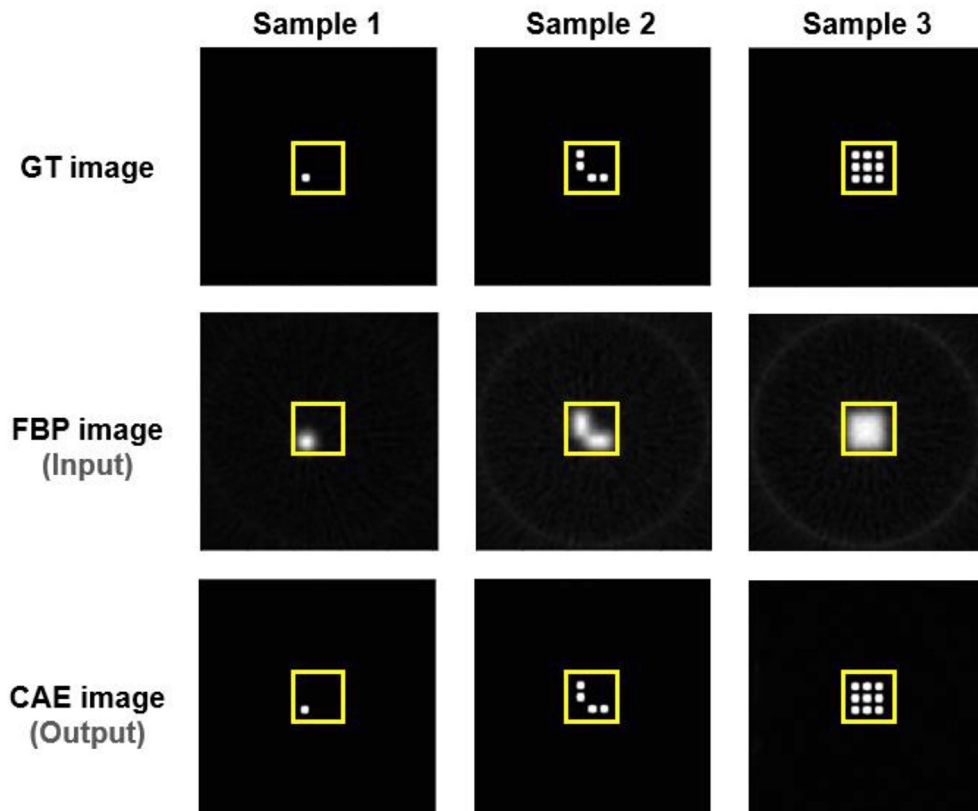 Sample 1 Sample 2 Sample 3
GT image
FBP image
(Input)
CAE image
(Output)